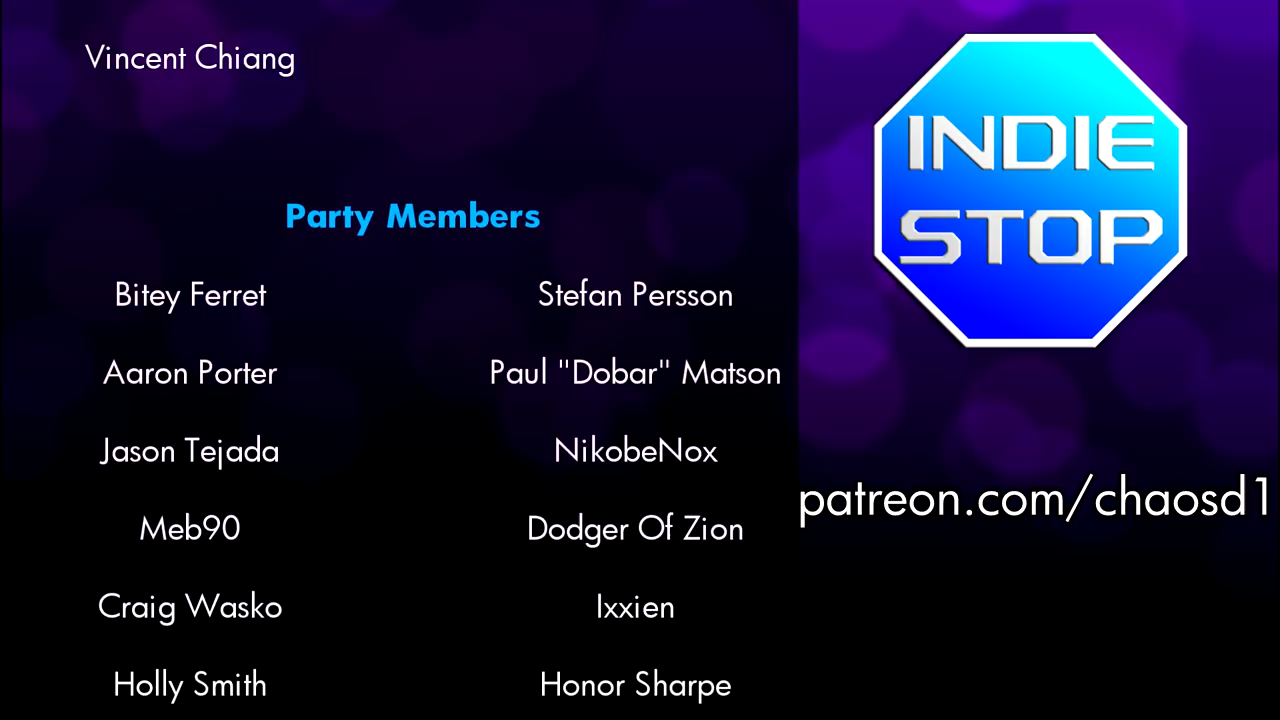 Vincent Chiang
Party Members
Bitey Ferret
Stefan Persson
Aaron Porter
Paul "Dobar" Matson
Jason Tejada
NikobeNox
Meb90
Dodger Of Zion
Craig Wasko
Ixxien
Holly Smith
Honor Sharpe
INDIE
STOP
patreon.com/chaosd1